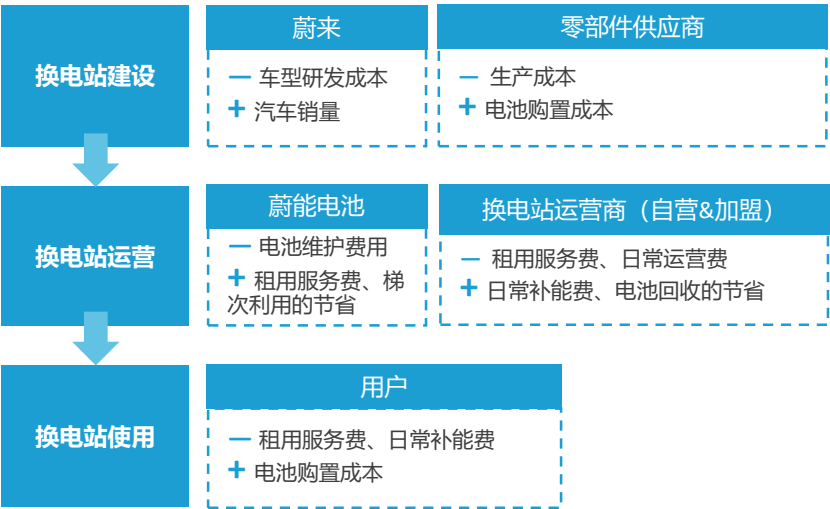 换电站建设
蔚来
— 车型研发成本
+ 汽车销量
零部件供应商
— 生产成本
+ 电池购置成本
换电站运营
蔚能电池
— 电池维护费用
+ 租用服务费、梯
次利用的节省
换电站运营商（自营&加盟）
— 租用服务费、日常运营费
+ 日常补能费、电池回收的节省
换电站使用
用户
— 租用服务费、日常补能费
+ 电池购置成本